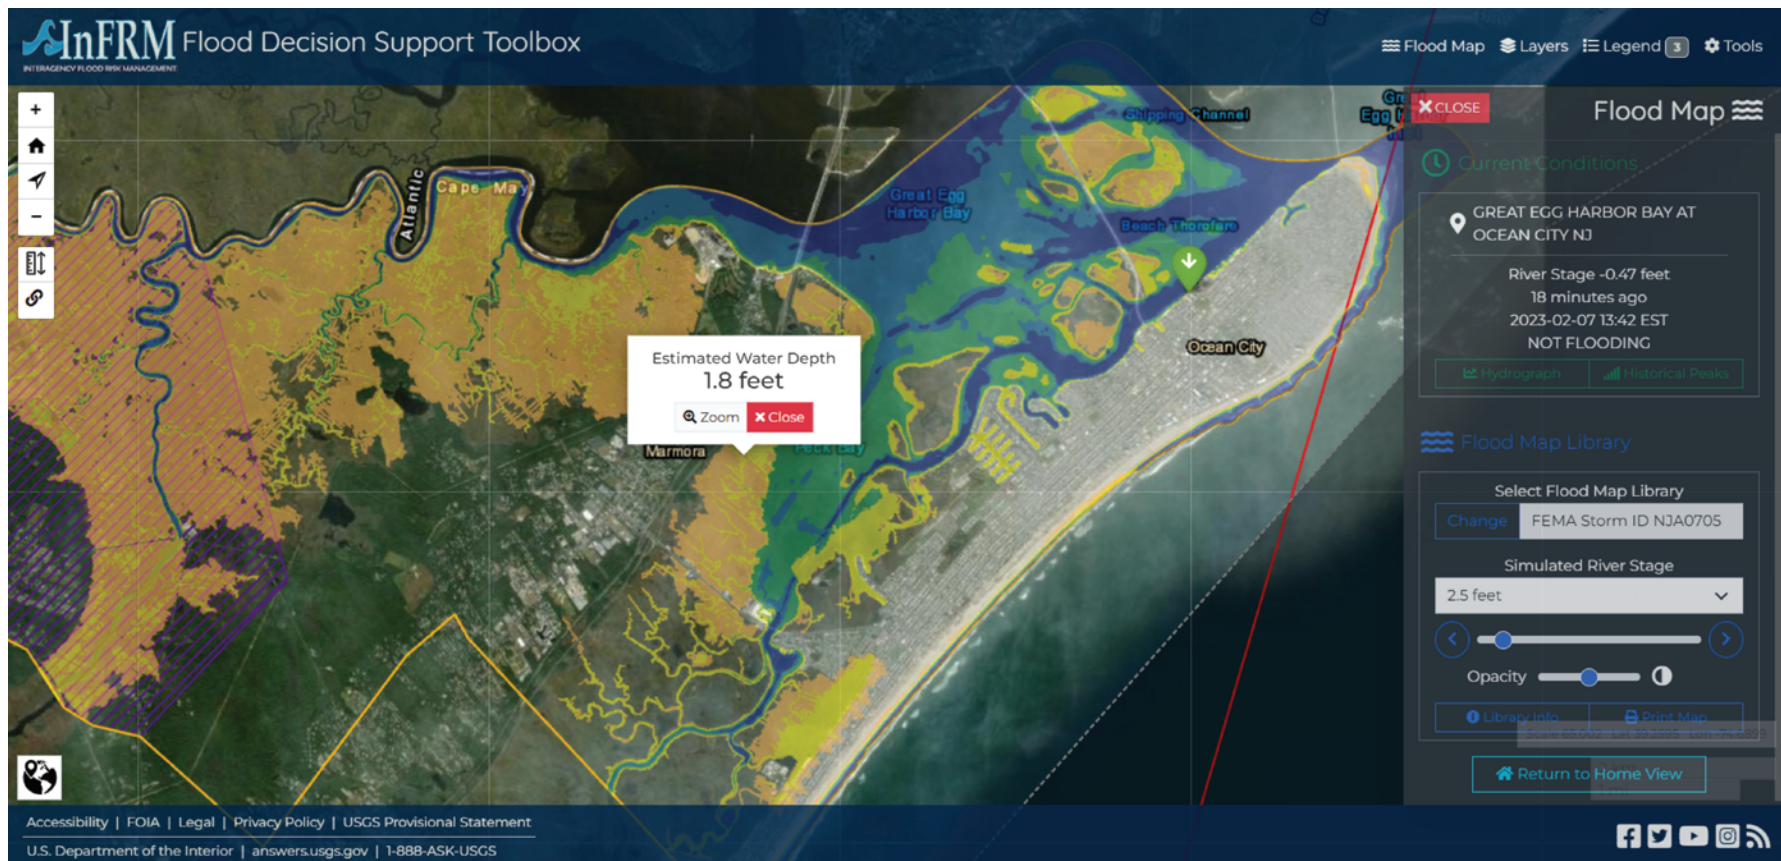 InFRM Flood Decision Support Toolbox
INTERAGENCY FLOOD RISK MANAGEMENT
Flood Map
Layers
Legend 3
Tools
+
−
Atlantic
Cape May
Great Egg
Harbor Bay
Shipping Channel
Beach Thorofare
Ocean City
Marmora
Peck Bay
Estimated Water Depth
1.8 feet
Zoom
Close
CLOSE
Flood Map
Current Conditions
GREAT EGG HARBOR BAY AT
OCEAN CITY NJ
River Stage -0.47 feet
18 minutes ago
2023-02-07 13:42 EST
NOT FLOODING
Hydrograph
Historical Peaks
Flood Map Library
Select Flood Map Library
Change
FEMA Storm ID NJA0705
Simulated River Stage
2.5 feet
Opacity
Library Info
Print Map
Return to Home View
Accessibility | FOIA | Legal | Privacy Policy | USGS Provisional Statement
U.S. Department of the Interior | answers.usgs.gov | 1-888-ASK-USGS